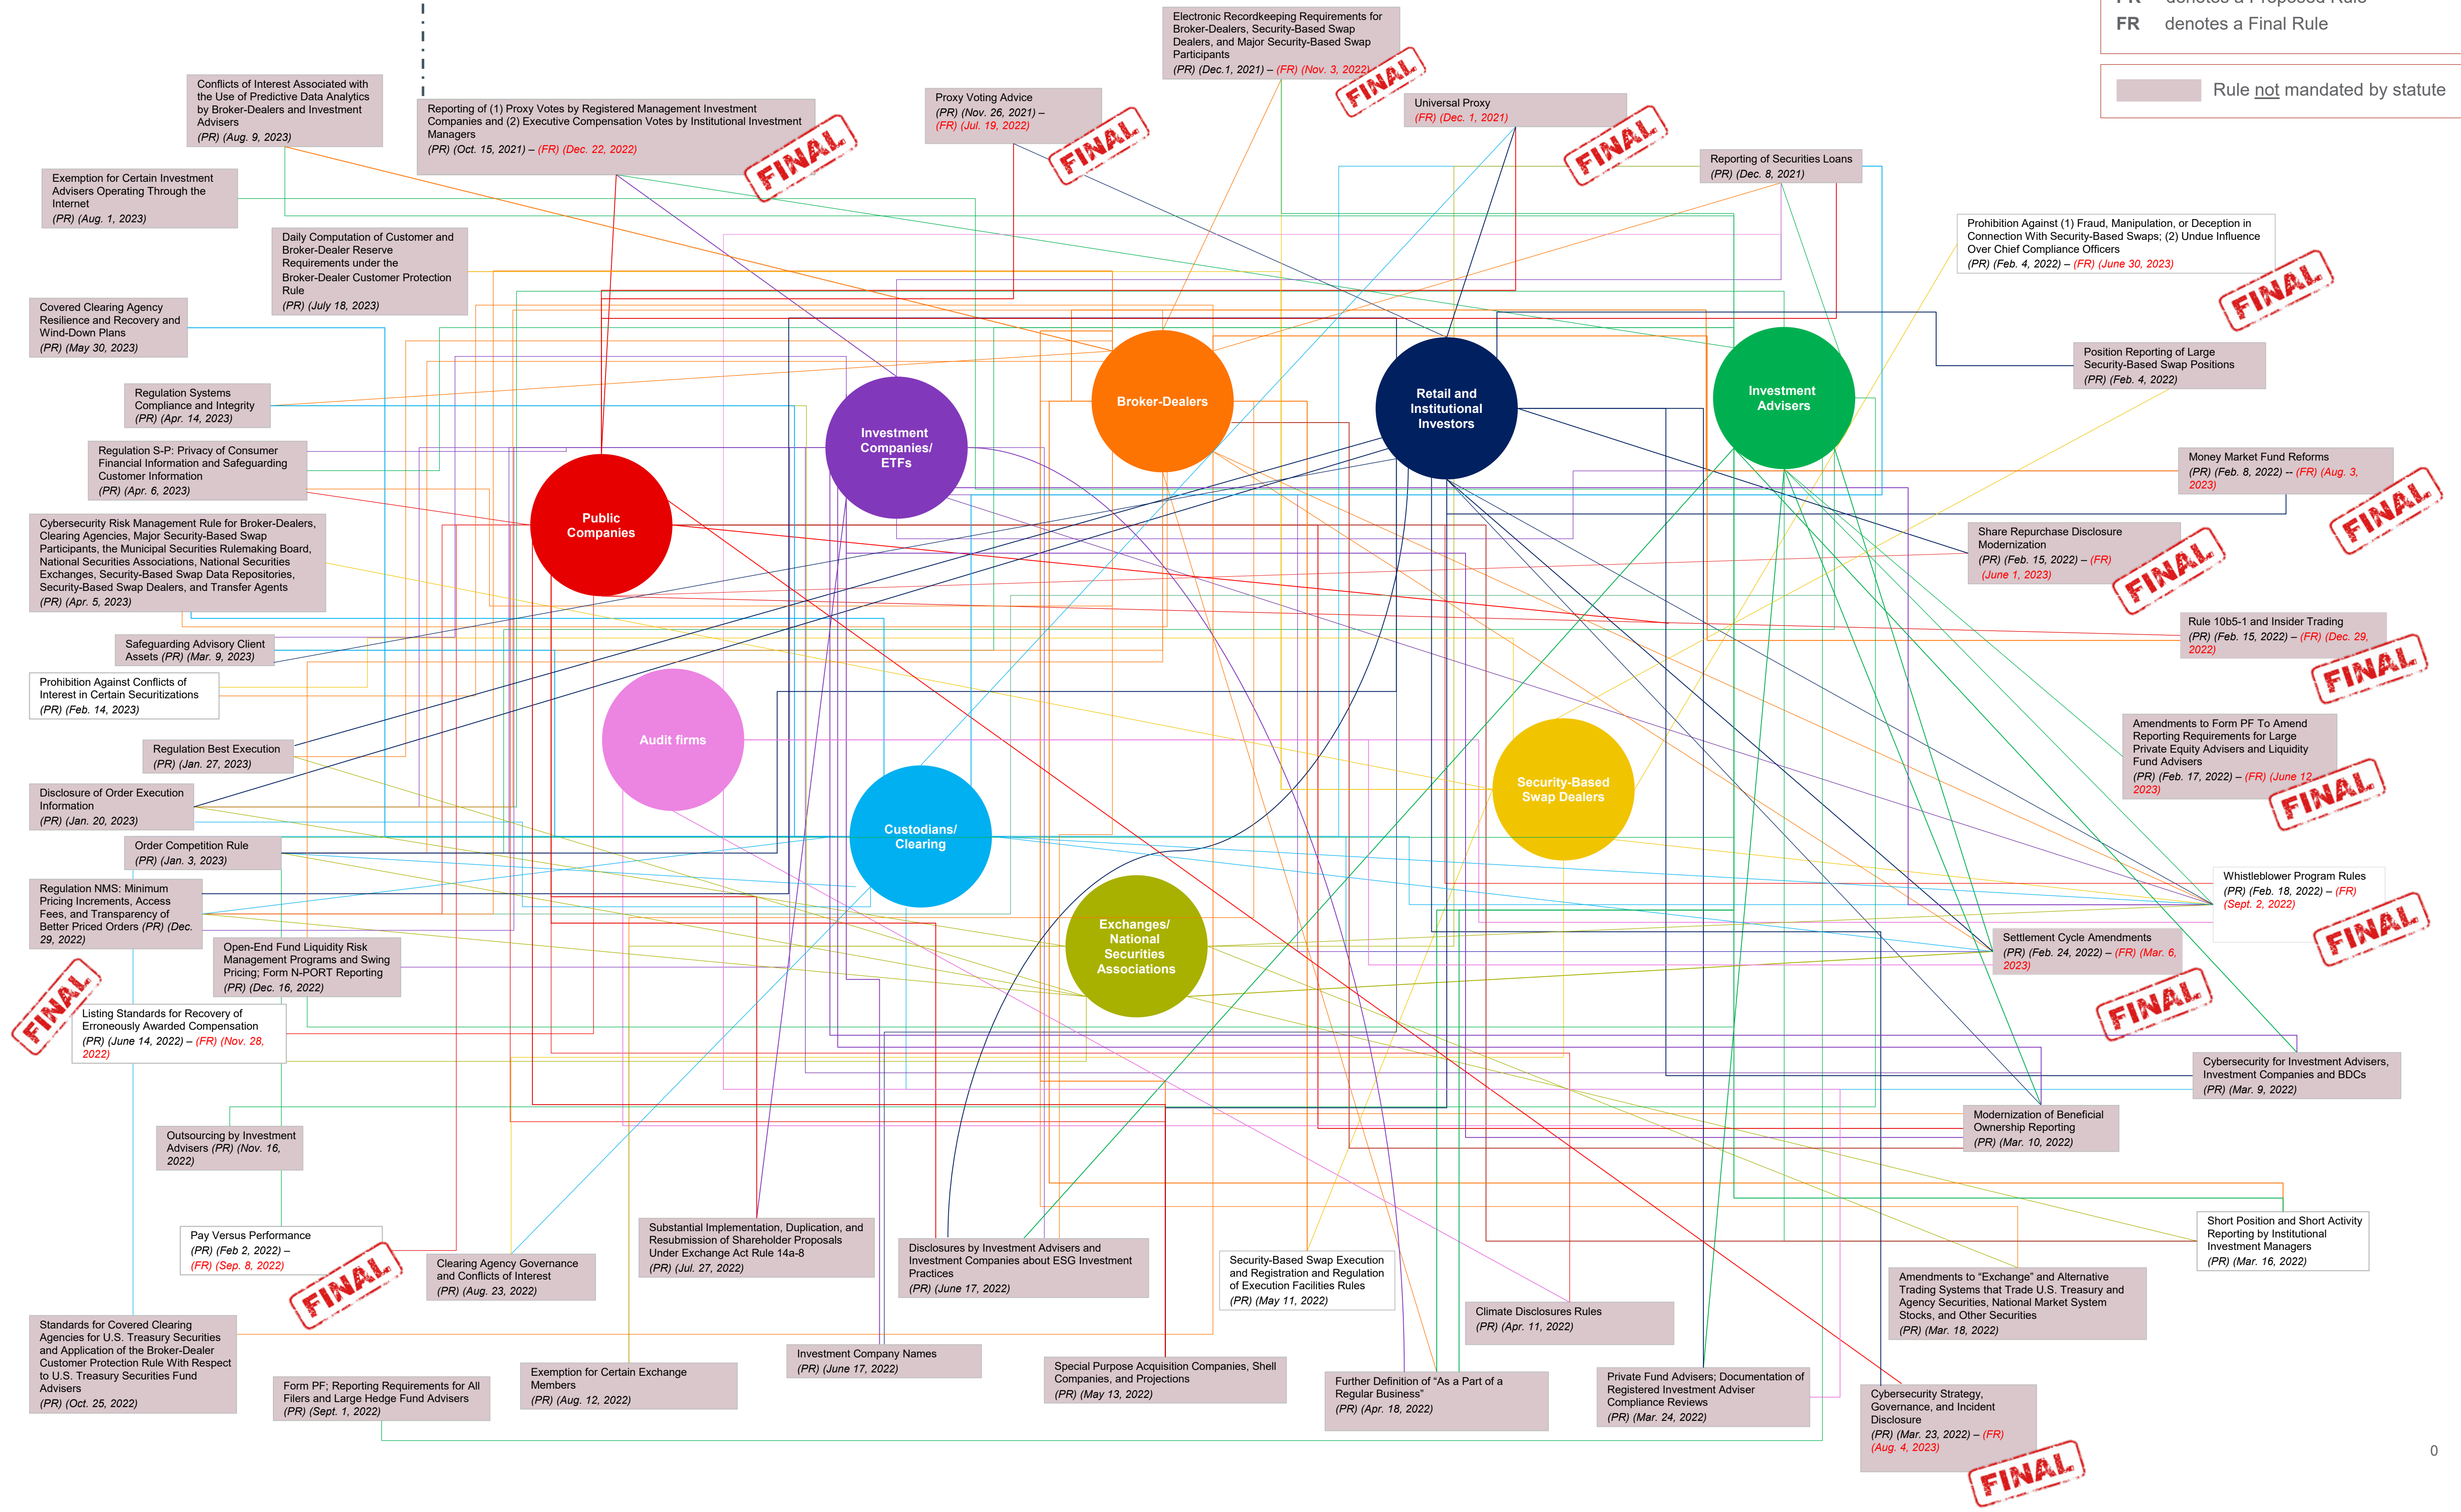 PR denotes a Proposed Rule
FR denotes a Final Rule
Rule not mandated by statute
Electronic Recordkeeping Requirements for
Broker-Dealers, Security-Based Swap
Dealers, and Major Security-Based Swap
Participants
(PR) (Dec.1, 2021) – (FR) (Nov. 3, 2022)
FINAL
Conflicts of Interest Associated with
the Use of Predictive Data Analytics
by Broker-Dealers and Investment
Advisers
(PR) (Aug. 9, 2023)
Reporting of (1) Proxy Votes by Registered Management Investment
Companies and (2) Executive Compensation Votes by Institutional Investment
Managers
(PR) (Oct. 15, 2021) – (FR) (Dec. 22, 2022)
FINAL
Proxy Voting Advice
(PR) (Nov. 26, 2021) –
(FR) (Jul. 19, 2022)
FINAL
Universal Proxy
(FR) (Dec. 1, 2021)
FINAL
Reporting of Securities Loans
(PR) (Dec. 8, 2021)
Exemption for Certain Investment
Advisers Operating Through the
Internet
(PR) (Aug. 1, 2023)
Prohibition Against (1) Fraud, Manipulation, or Deception in
Connection With Security-Based Swaps; (2) Undue Influence
Over Chief Compliance Officers
(PR) (Feb. 4, 2022) – (FR) (June 30, 2023)
FINAL
Daily Computation of Customer and
Broker-Dealer Reserve
Requirements under the
Broker-Dealer Customer Protection
Rule
(PR) (July 18, 2023)
Covered Clearing Agency
Resilience and Recovery and
Wind-Down Plans
(PR) (May 30, 2023)
Position Reporting of Large
Security-Based Swap Positions
(PR) (Feb. 4, 2022)
Regulation Systems
Compliance and Integrity
(PR) (Apr. 14, 2023)
Investment
Companies/
ETFs
Broker-Dealers
Retail and
Institutional
Investors
Investment
Advisers
Regulation S-P: Privacy of Consumer
Financial Information and Safeguarding
Customer Information
(PR) (Apr. 6, 2023)
Money Market Fund Reforms
(PR) (Feb. 8, 2022) -- (FR) (Aug. 3,
2023)
FINAL
Public
Companies
Cybersecurity Risk Management Rule for Broker-Dealers,
Clearing Agencies, Major Security-Based Swap
Participants, the Municipal Securities Rulemaking Board,
National Securities Associations, National Securities
Exchanges, Security-Based Swap Data Repositories,
Security-Based Swap Dealers, and Transfer Agents
(PR) (Apr. 5, 2023)
Share Repurchase Disclosure
Modernization
(PR) (Feb. 15, 2022) – (FR)
(June 1, 2023)
FINAL
Rule 10b5-1 and Insider Trading
(PR) (Feb. 15, 2022) – (FR) (Dec. 29,
2022)
FINAL
Safeguarding Advisory Client
Assets (PR) (Mar. 9, 2023)
Prohibition Against Conflicts of
Interest in Certain Securitizations
(PR) (Feb. 14, 2023)
Audit firms
Security-Based
Swap Dealers
Amendments to Form PF To Amend
Reporting Requirements for Large
Private Equity Advisers and Liquidity
Fund Advisers
(PR) (Feb. 17, 2022) – (FR) (June 12,
2023)
FINAL
Regulation Best Execution
(PR) (Jan. 27, 2023)
Disclosure of Order Execution
Information
(PR) (Jan. 20, 2023)
Custodians/
Clearing
Order Competition Rule
(PR) (Jan. 3, 2023)
Regulation NMS: Minimum
Pricing Increments, Access
Fees, and Transparency of
Better Priced Orders (PR) (Dec.
29, 2022)
Whistleblower Program Rules
(PR) (Feb. 18, 2022) – (FR)
(Sept. 2, 2022)
FINAL
Exchanges/
National
Securities
Associations
Settlement Cycle Amendments
(PR) (Feb. 24, 2022) – (FR) (Mar. 6,
2023)
FINAL
Open-End Fund Liquidity Risk
Management Programs and Swing
Pricing; Form N-PORT Reporting
(PR) (Dec. 16, 2022)
FINAL
Listing Standards for Recovery of
Erroneously Awarded Compensation
(PR) (June 14, 2022) – (FR) (Nov. 28,
2022)
Cybersecurity for Investment Advisers,
Investment Companies and BDCs
(PR) (Mar. 9, 2022)
Modernization of Beneficial
Ownership Reporting
(PR) (Mar. 10, 2022)
Outsourcing by Investment
Advisers (PR) (Nov. 16,
2022)
Pay Versus Performance
(PR) (Feb 2, 2022) –
(FR) (Sep. 8, 2022)
FINAL
Clearing Agency Governance
and Conflicts of Interest
(PR) (Aug. 23, 2022)
Substantial Implementation, Duplication, and
Resubmission of Shareholder Proposals
Under Exchange Act Rule 14a-8
(PR) (Jul. 27, 2022)
Disclosures by Investment Advisers and
Investment Companies about ESG Investment
Practices
(PR) (June 17, 2022)
Security-Based Swap Execution
and Registration and Regulation
of Execution Facilities Rules
(PR) (May 11, 2022)
Short Position and Short Activity
Reporting by Institutional
Investment Managers
(PR) (Mar. 16, 2022)
Amendments to “Exchange” and Alternative
Trading Systems that Trade U.S. Treasury and
Agency Securities, National Market System
Stocks, and Other Securities
(PR) (Mar. 18, 2022)
Climate Disclosures Rules
(PR) (Apr. 11, 2022)
Standards for Covered Clearing
Agencies for U.S. Treasury Securities
and Application of the Broker-Dealer
Customer Protection Rule With Respect
to U.S. Treasury Securities Fund
Advisers
(PR) (Oct. 25, 2022)
Form PF; Reporting Requirements for All
Filers and Large Hedge Fund Advisers
(PR) (Sept. 1, 2022)
Exemption for Certain Exchange
Members
(PR) (Aug. 12, 2022)
Investment Company Names
(PR) (June 17, 2022)
Special Purpose Acquisition Companies, Shell
Companies, and Projections
(PR) (May 13, 2022)
Further Definition of “As a Part of a
Regular Business”
(PR) (Apr. 18, 2022)
Private Fund Advisers; Documentation of
Registered Investment Adviser
Compliance Reviews
(PR) (Mar. 24, 2022)
Cybersecurity Strategy,
Governance, and Incident
Disclosure
(PR) (Mar. 23, 2022) – (FR)
(Aug. 4, 2023)
FINAL
0